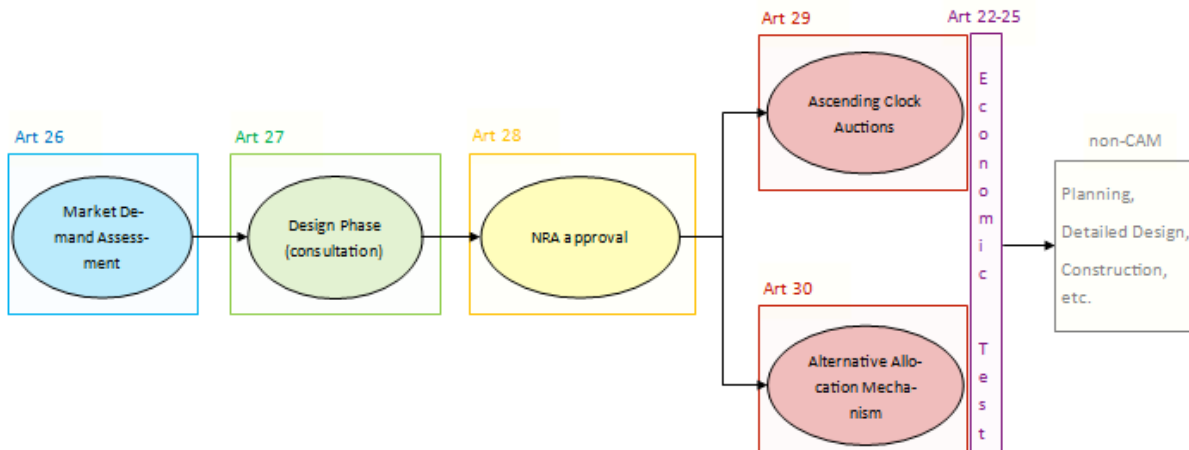 Art 26
Market De-
mand Assess-
ment
Art 27
Design Phase
(consultation)
Art 28
NRA approval
Art 29
Ascending Clock
Auctions
Art 30
Alternative Allo-
cation Mecha-
nism
Art 22-25
Economic Test
non-CAM
Planning,
Detailed Design,
Construction,
etc.